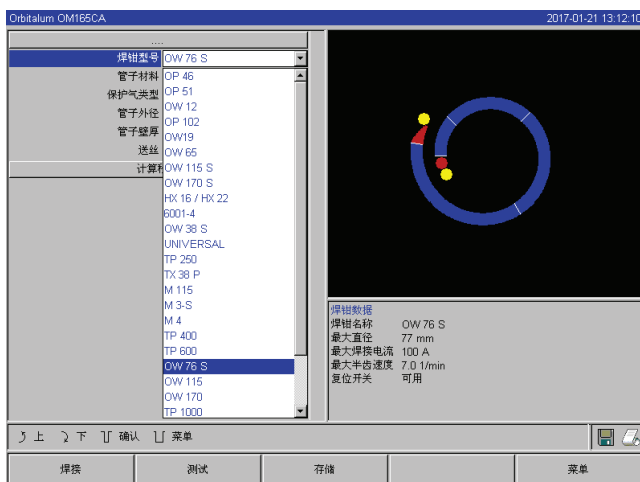 Orbitalum OM165CA 2017-01-21 13:12:10
....
焊钳型号 OW 76 S
管子材料
保护气类型
管子外径
管子壁厚
送丝
OP 46
OP 51
OW 12
OP 102
OW19
OW 65
OW 115 S
OW 170 S
HX 16 / HX 22
6001-4
OW 38 S
UNIVERSAL
TP 250
TX 38 P
M 115
M 3-S
M 4
TP 400
TP 600
OW 76 S
OW 115
OW 170
TP 1000
焊钳数据
焊钳名称 OW 76 S
最大直径 77 mm
最大焊接电流 100 A
最大半齿速度 7.0 1/min
复位开关 可用
上 下 确认 菜单
焊接 测试 存储 菜单